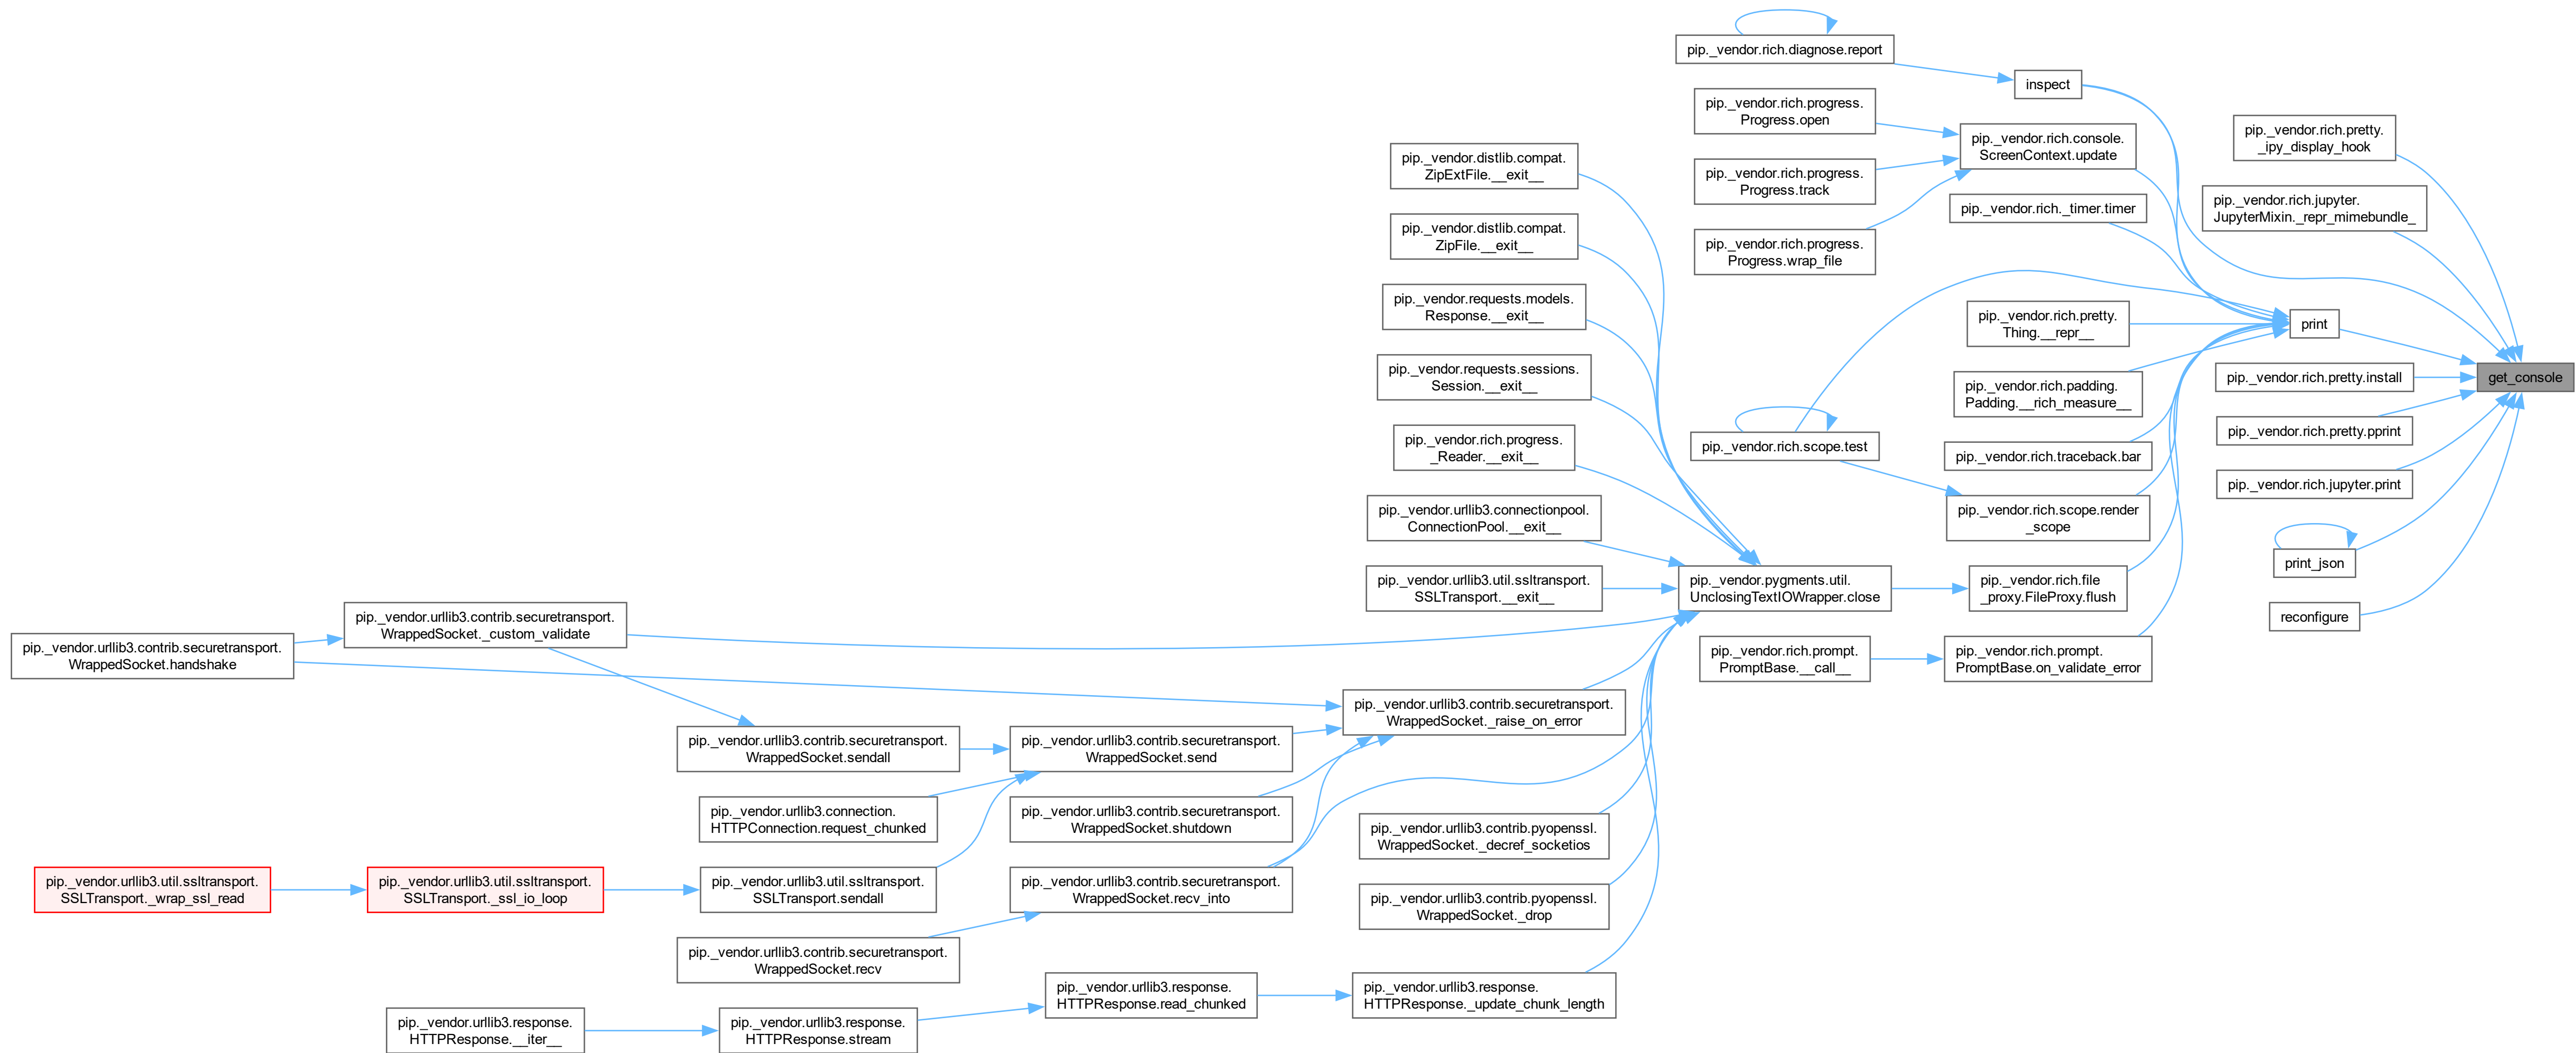 pip._vendor.rich.diagnose.report
inspect
pip._vendor.rich.progress.
Progress.open
pip._vendor.rich.console.
ScreenContext.update
pip._vendor.rich.pretty.
_ipy_display_hook
pip._vendor.distlib.compat.
ZipExtFile.__exit__
pip._vendor.rich.progress.
Progress.track
pip._vendor.rich._timer.timer
pip._vendor.rich.jupyter.
JupyterMixin._repr_mimebundle_
pip._vendor.distlib.compat.
ZipFile.__exit__
pip._vendor.rich.progress.
Progress.wrap_file
pip._vendor.requests.models.
Response.__exit__
pip._vendor.rich.pretty.
Thing.__repr__
print
pip._vendor.requests.sessions.
Session.__exit__
pip._vendor.rich.padding.
Padding.__rich_measure__
pip._vendor.rich.pretty.install
get_console
pip._vendor.rich.progress.
_Reader.__exit__
pip._vendor.rich.scope.test
pip._vendor.rich.traceback.bar
pip._vendor.rich.pretty.pprint
pip._vendor.urllib3.connectionpool.
ConnectionPool.__exit__
pip._vendor.rich.scope.render
_scope
pip._vendor.rich.jupyter.print
pip._vendor.urllib3.util.ssltransport.
SSLTransport.__exit__
pip._vendor.pygments.util.
UnclosingTextIOWrapper.close
pip._vendor.rich.file
_proxy.FileProxy.flush
print_json
reconfigure
pip._vendor.urllib3.contrib.securetransport.
WrappedSocket.handshake
pip._vendor.urllib3.contrib.securetransport.
WrappedSocket._custom_validate
pip._vendor.rich.prompt.
PromptBase.__call__
pip._vendor.rich.prompt.
PromptBase.on_validate_error
pip._vendor.urllib3.contrib.securetransport.
WrappedSocket._raise_on_error
pip._vendor.urllib3.contrib.securetransport.
WrappedSocket.sendall
pip._vendor.urllib3.contrib.securetransport.
WrappedSocket.send
pip._vendor.urllib3.connection.
HTTPConnection.request_chunked
pip._vendor.urllib3.contrib.securetransport.
WrappedSocket.shutdown
pip._vendor.urllib3.contrib.pyopenssl.
WrappedSocket._decref_socketios
pip._vendor.urllib3.util.ssltransport.
SSLTransport._wrap_ssl_read
pip._vendor.urllib3.util.ssltransport.
SSLTransport._ssl_io_loop
pip._vendor.urllib3.util.ssltransport.
SSLTransport.sendall
pip._vendor.urllib3.contrib.securetransport.
WrappedSocket.recv_into
pip._vendor.urllib3.contrib.pyopenssl.
WrappedSocket._drop
pip._vendor.urllib3.contrib.securetransport.
WrappedSocket.recv
pip._vendor.urllib3.response.
HTTPResponse.read_chunked
pip._vendor.urllib3.response.
HTTPResponse._update_chunk_length
pip._vendor.urllib3.response.
HTTPResponse.__iter__
pip._vendor.urllib3.response.
HTTPResponse.stream